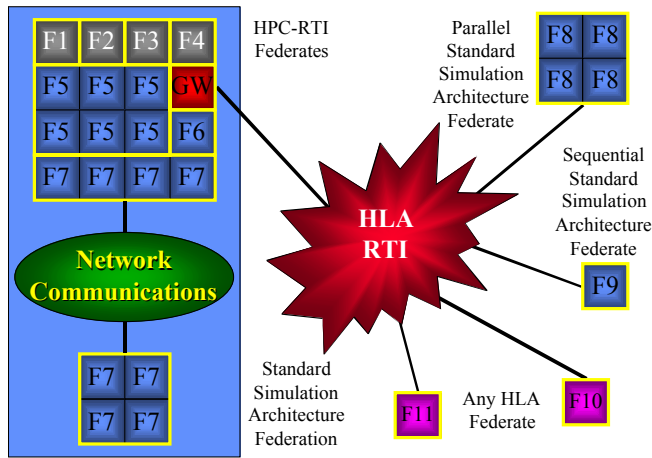 F1 F2 F3 F4
F5 F5 F5 GW
F5 F5 F5 F6
F7 F7 F7 F7
Network
Communications
F7 F7
F7 F7
HPC-RTI
Federates
HLA
RTI
Parallel
Standard
Simulation
Architecture
Federate
F8 F8
F8 F8
Sequential
Standard
Simulation
Architecture
Federate
F9
Standard
Simulation
Architecture
Federation
F11
Any HLA
Federate
F10